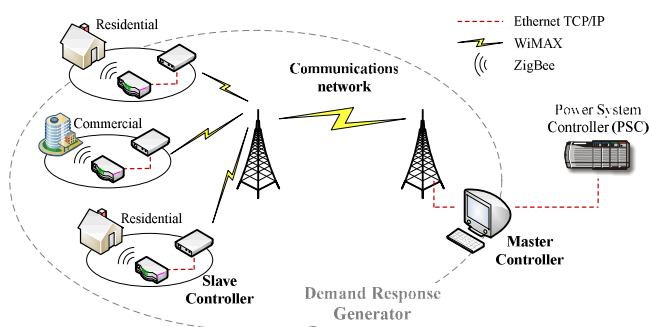 Residential
Ethernet TCP/IP
WiMAX
ZigBee
Communications
network
Commercial
Power System
Controller (PSC)
Residential
Slave
Controller
Master
Controller
Demand Response
Generator